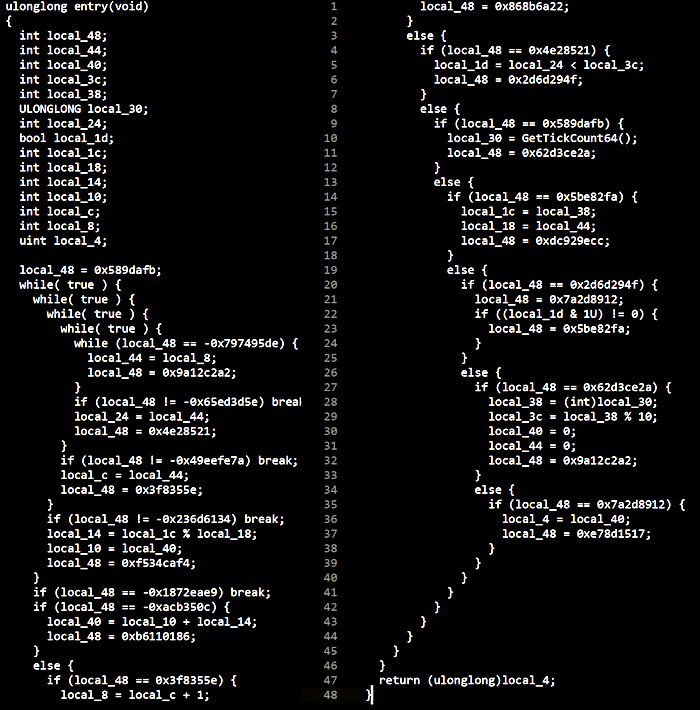 ulonglong entry(void)
{
  int local_48;
  int local_44;
  int local_40;
  int local_3c;
  int local_38;
  ULONGLONG local_30;
  int local_24;
  bool local_1d;
  int local_1c;
  int local_18;
  int local_14;
  int local_10;
  int local_c;
  int local_8;
  uint local_4;

  local_48 = 0x589dafb;
  while( true ) {
    while( true ) {
      while( true ) {
        while( true ) {
          while (local_48 == -0x797495de) {
            local_44 = local_8;
            local_48 = 0x9a12c2a2;
          }
          if (local_48 != -0x65ed3d5e) break
          local_24 = local_44;
          local_48 = 0x4e28521;
        }
        if (local_48 != -0x49eefe7a) break;
        local_c = local_44;
        local_48 = 0x3f8355e;
      }
      if (local_48 != -0x236d6134) break;
      local_14 = local_1c % local_18;
      local_10 = local_40;
      local_48 = 0xf534caf4;
    }
    if (local_48 == -0x1872eae9) break;
    if (local_48 == -0xacb350c) {
      local_40 = local_10 + local_14;
      local_48 = 0xb6110186;
    }
    else {
      if (local_48 == 0x3f8355e) {
        local_8 = local_c + 1;
1 local_48 = 0x868b6a22;
2 }
3 else {
4 if (local_48 == 0x4e28521) {
5 local_1d = local_24 < local_3c;
6 local_48 = 0x2d6d294f;
7 }
8 else {
9 if (local_48 == 0x589dafb) {
10 local_30 = GetTickCount64();
11 local_48 = 0x62d3ce2a;
12 }
13 else {
14 if (local_48 == 0x5be82fa) {
15 local_1c = local_38;
16 local_18 = local_44;
17 local_48 = 0xdc929ecc;
18 }
19 else {
20 if (local_48 == 0x2d6d294f) {
21 local_48 = 0x7a2d8912;
22 if ((local_1d & 1U) != 0) {
23 local_48 = 0x5be82fa;
24 }
25 }
26 else {
27 if (local_48 == 0x62d3ce2a) {
28 local_38 = (int)local_30;
29 local_3c = local_38 % 10;
30 local_40 = 0;
31 local_44 = 0;
32 local_48 = 0x9a12c2a2;
33 }
34 else {
35 if (local_48 == 0x7a2d8912) {
36 local_4 = local_40;
37 local_48 = 0xe78d1517;
38 }
39 }
40 }
41 }
42 }
43 }
44 }
45 }
46 }
47 return (ulonglong)local_4;
48 }